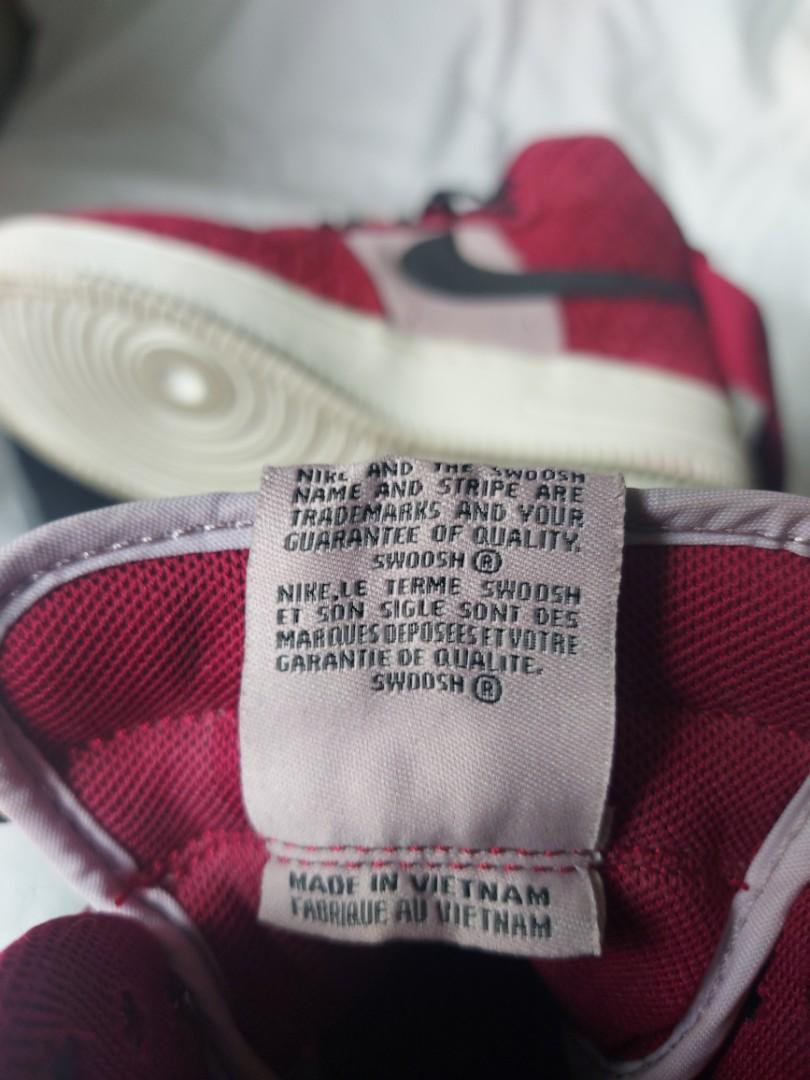 NIKE AND THE SWOOSH
NAME AND STRIPE ARE
TRADEMARKS AND YOUR
GUARANTEE OF QUALITY.
SWOOSH ®
NIKE,LE TERME SWOOSH
ET SON SIGLE SONT DES
MARQUES DEPOSEES ET VOTRE
GARANTIE DE QUALITE.
SWOOSH ®
MADE IN VIETNAM
FABRIQUE AU VIETNAM